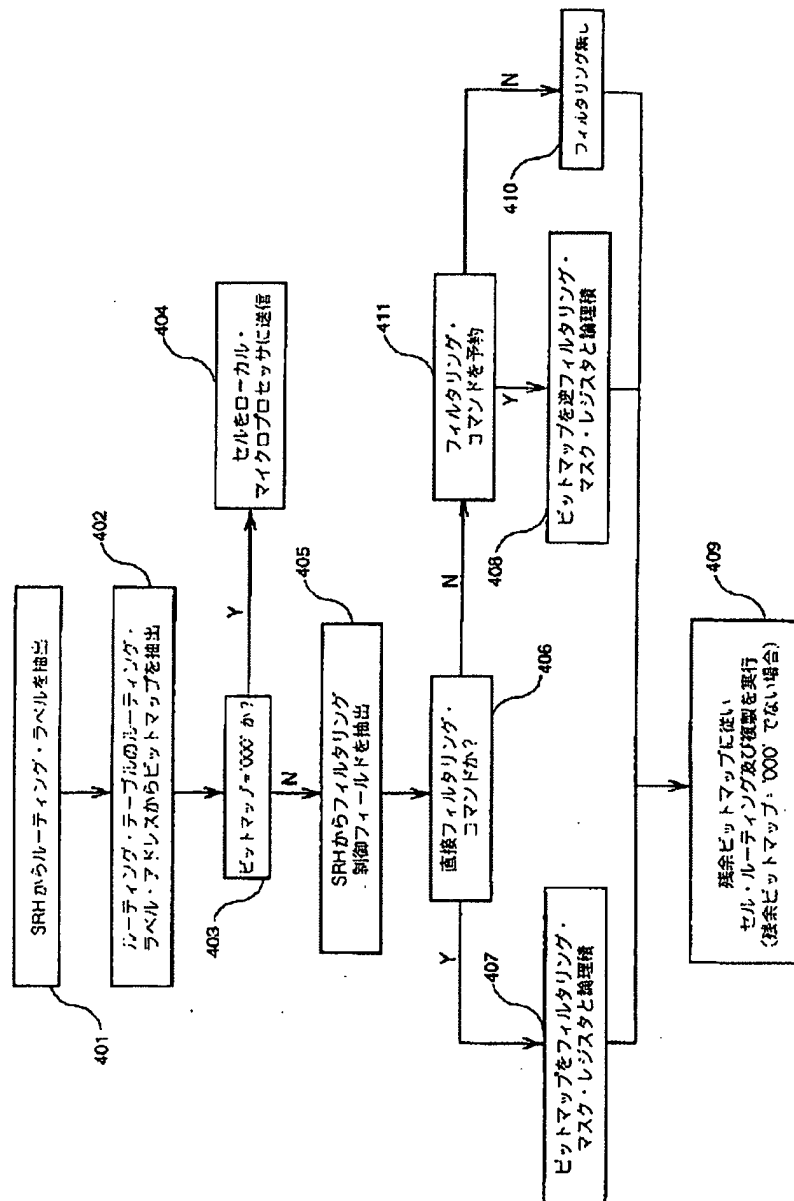 SRHからルーティング・ラベルを抽出
401
ルーティング・テーブルのルーティング・
ラベル・アドレスからビットマップを抽出
402
ビットマップ='000' か?
403
Y
セルをローカル・
マイクロプロセッサに送信
404
N
SRHからフィルタリング
制御フィールドを抽出
405
直接フィルタリング・
コマンドか?
406
Y
N
フィルタリング・
コマンドを予約
411
Y
N
ビットマップをフィルタリング・
マスク・レジスタと論理積
407
ビットマップを逆フィルタリング・
マスク・レジスタと論理積
408
フィルタリング無し
410
残余ビットマップに従い
セル・ルーティング及び複製を実行
(残余ビットマップ='000' でない場合)
409